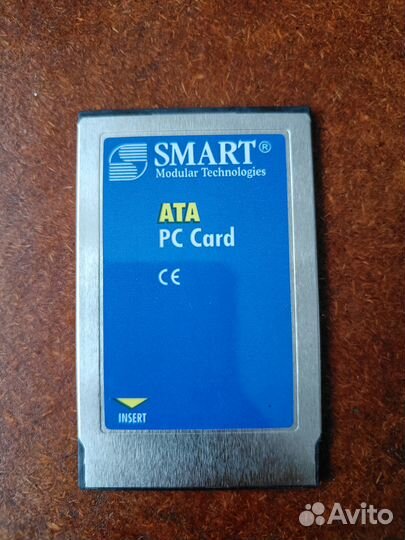 SMART®
Modular Technologies
ATA
PC Card
CE
INSERT
Avito